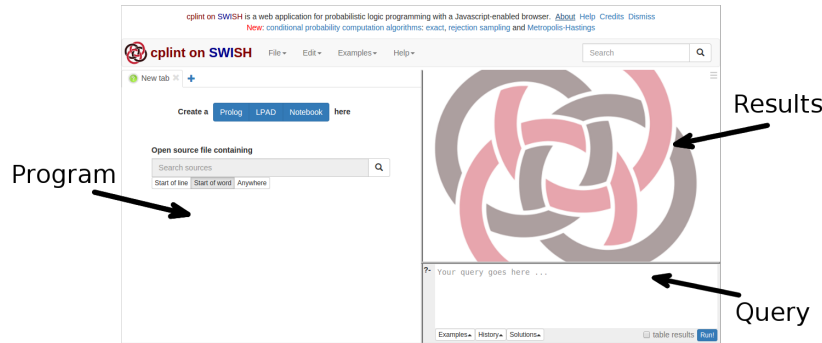 cplint on SWISH is a web application for probabilistic logic programming with a Javascript-enabled browser. About Help Credits Dismiss
New: conditional probability computation algorithms: exact, rejection sampling and Metropolis-Hastings
cplint on SWISH File Edit Examples Help Search
New tab
Create a Prolog LPAD Notebook here
Open source file containing
Search sources
Start of line Start of word Anywhere
Program
Results
?- Your query goes here ...
Query
Examples History Solutions table results Run!